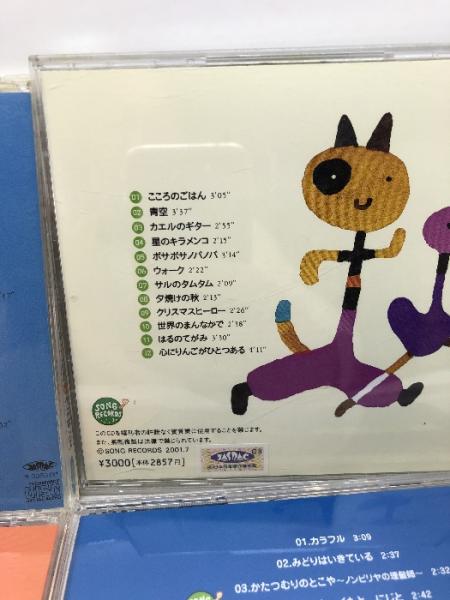 01 こころのごはん 3'05"
02 青空 3'37"
03 カエルのギター 2'55"
04 星のキラメンコ 2'15"
05 ボサボサノバノバ 3'14"
06 ウォーク 2'22"
07 サルのタムタム 2'09"
08 夕焼けの秋 2'13"
09 クリスマスヒーロー 2'26"
10 世界のまんなかで 2'38"
11 はるのてがみ 3'30"
12 心にりんごがひとつある 4'11"
SONG RECORDS
このCDを権利者の許諾なく賃貸業に使用することを禁じます。
また、無断複製は法律で禁じられています。
© SONG RECORDS 2001.7
¥3000[本体2857円]
JASRAC
01.カラフル 3:09
02.みどりはいきている 2:37
03.かたつむりのとこや〜ノンビリヤの理髪師〜 2:32
にじと 2:42